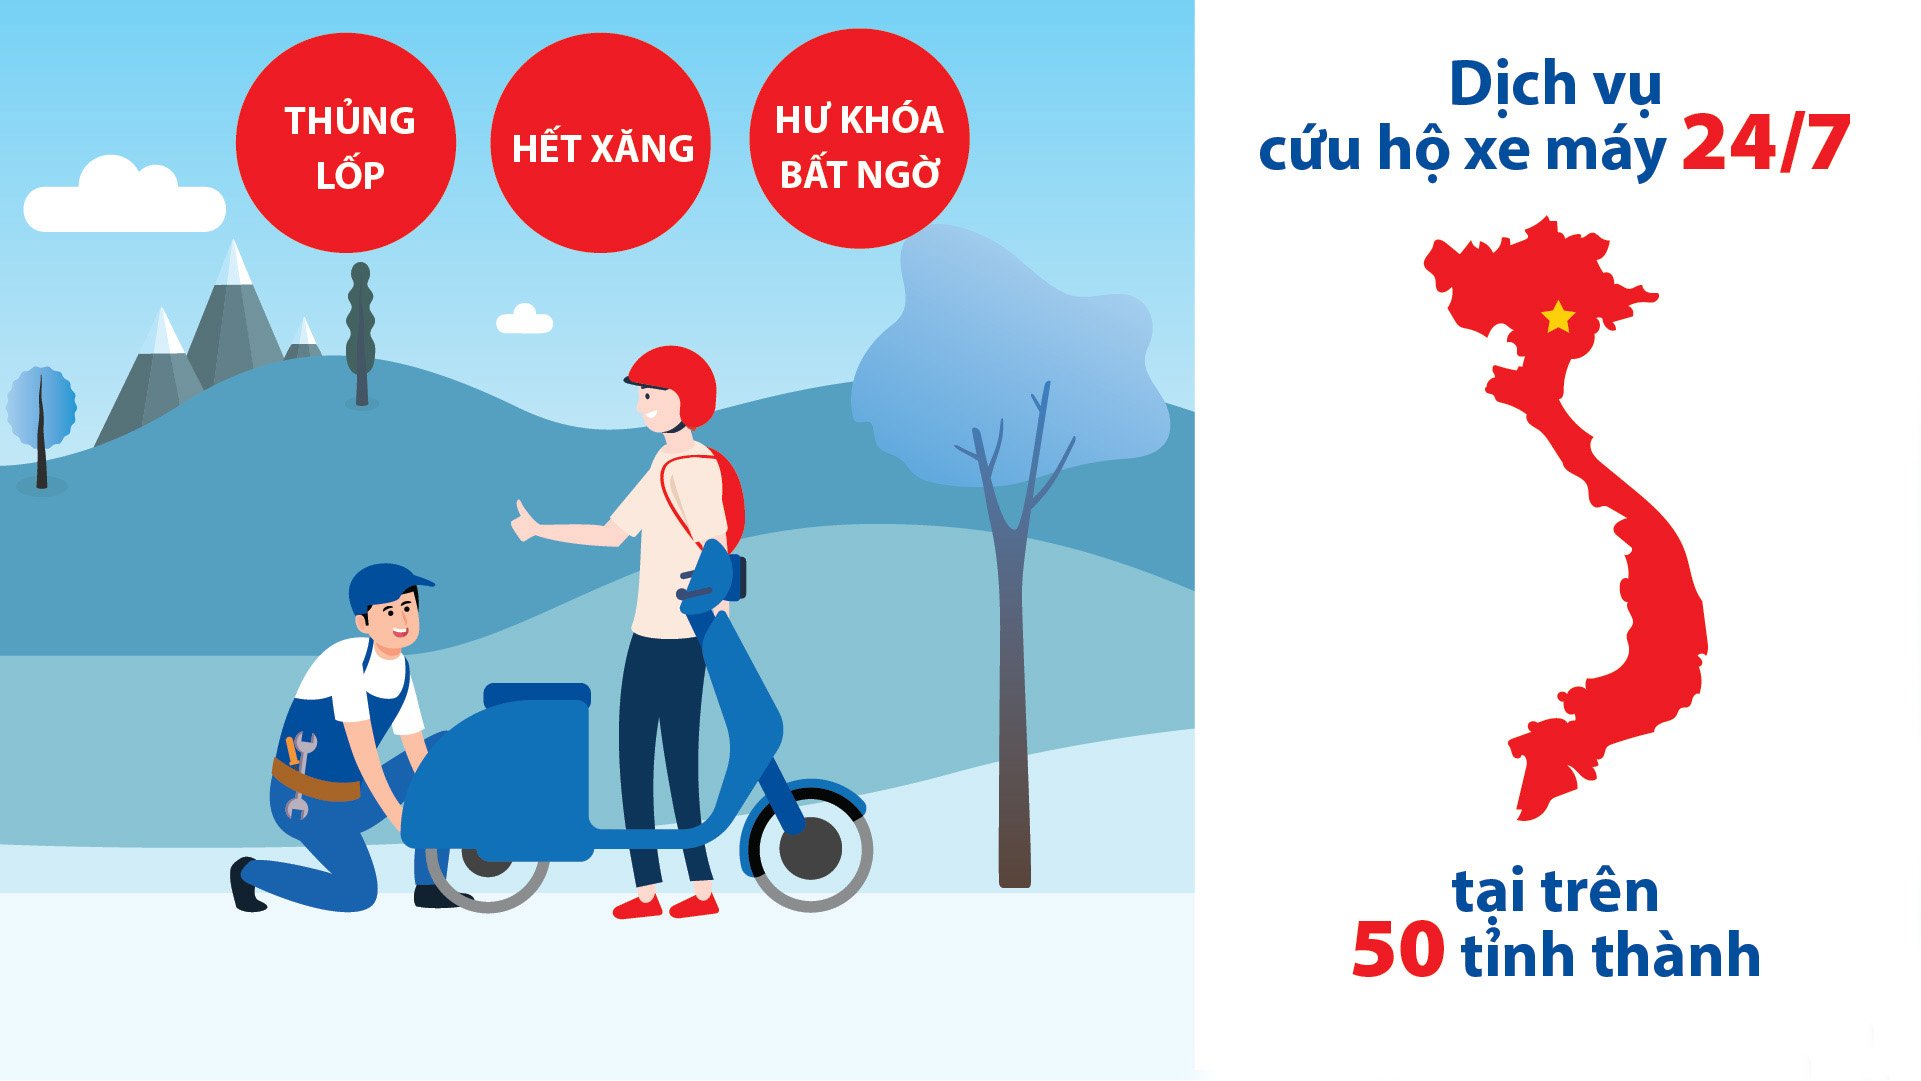 THỦNG
LỐP
HẾT XĂNG
HƯ KHÓA
BẤT NGỜ
Dịch vụ
cứu hộ xe máy 24/7
tại trên
50 tỉnh thành